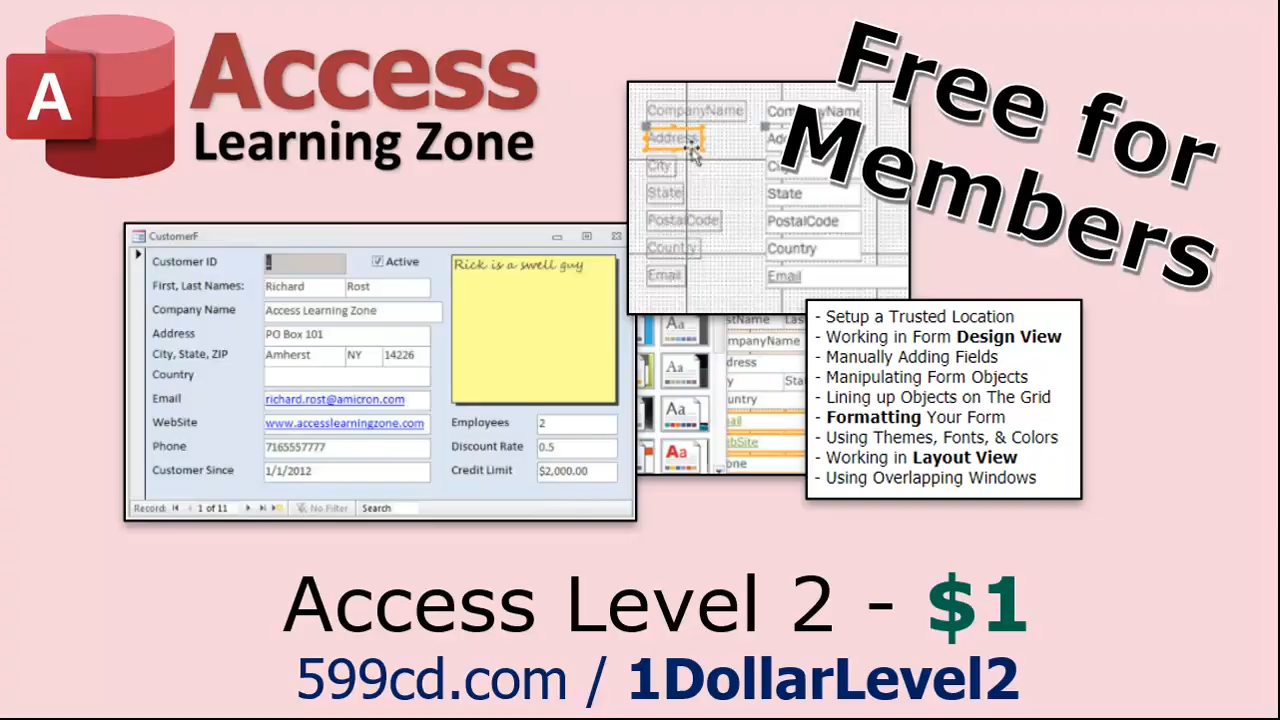 A
Access
Learning Zone
Free for
Members
CompanyName CompanyName
Address
City
State State
PostalCode PostalCode
Country Country
Email Email
CustomerF
Customer ID Active
First, Last Names: Richard Rost
Company Name Access Learning Zone
Address PO Box 101
City, State, ZIP Amherst NY 14226
Country
Email richard.rost@amicron.com
WebSite www.accesslearningzone.com
Phone 7165557777
Customer Since 1/1/2012
Rick is a swell guy
Employees 2
Discount Rate 0.5
Credit Limit $2,000.00
Record: 1 of 11 No Filter Search
Aa
Aa
Aa
Aa
- Setup a Trusted Location
- Working in Form Design View
- Manually Adding Fields
- Manipulating Form Objects
- Lining up Objects on The Grid
- Formatting Your Form
- Using Themes, Fonts, & Colors
- Working in Layout View
- Using Overlapping Windows
Access Level 2 - $1
599cd.com / 1DollarLevel2